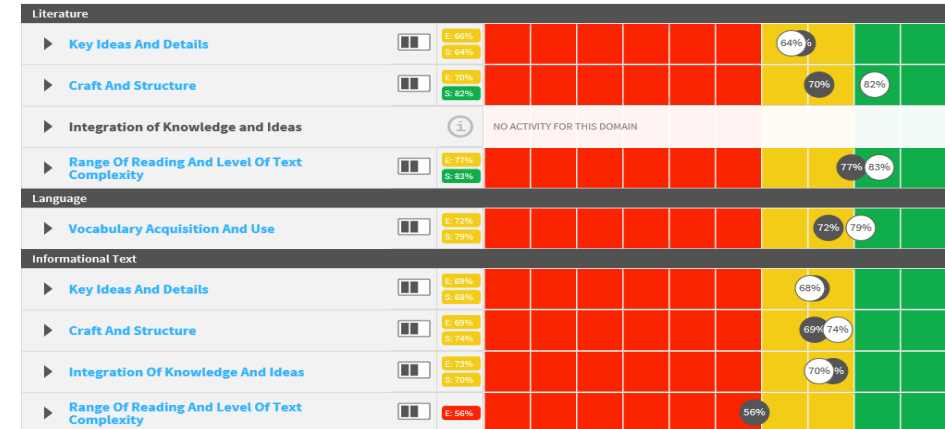 Literature
Key Ideas And Details
E: 66%
S: 64%
64% %
Craft And Structure
E: 70%
S: 82%
70% 82%
Integration of Knowledge and Ideas
i
NO ACTIVITY FOR THIS DOMAIN
Range Of Reading And Level Of Text
Complexity
E: 77%
S: 83%
77% 83%
Language
Vocabulary Acquisition And Use
E: 72%
S: 79%
72% 79%
Informational Text
Key Ideas And Details
E: 69%
S: 68%
68%
Craft And Structure
E: 69%
S: 74%
69% 74%
Integration Of Knowledge And Ideas
E: 73%
S: 70%
70% %
Range Of Reading And Level Of Text
Complexity
E: 56%
56%